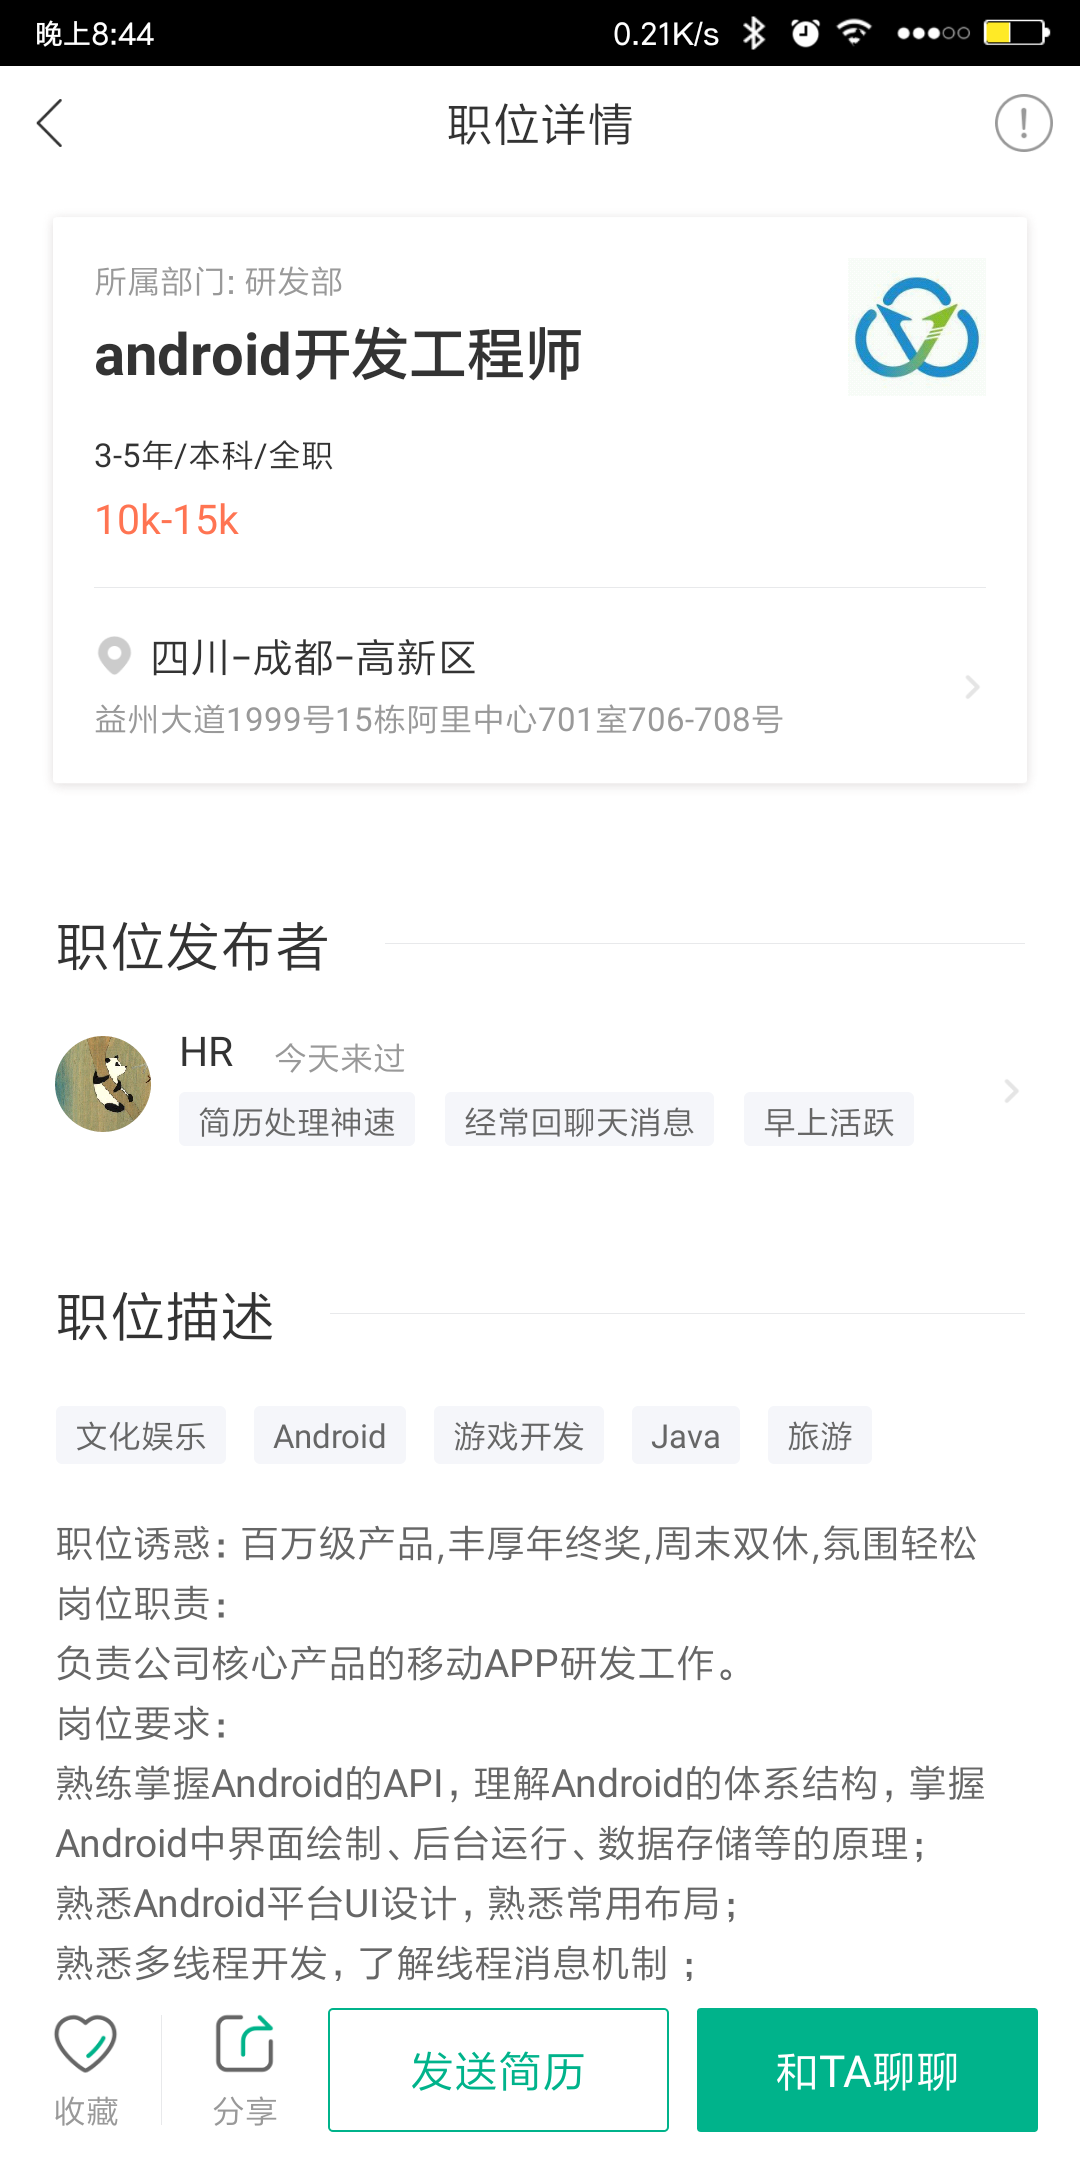 晚上8:44
0.21K/s
职位详情
所属部门: 研发部
android开发工程师
3-5年/本科/全职
10k-15k
四川-成都-高新区
益州大道1999号15栋阿里中心701室706-708号
职位发布者
HR 今天来过
简历处理神速 经常回聊天消息 早上活跃
职位描述
文化娱乐 Android 游戏开发 Java 旅游
职位诱惑：百万级产品,丰厚年终奖,周末双休,氛围轻松
岗位职责：
负责公司核心产品的移动APP研发工作。
岗位要求：
熟练掌握Android的API，理解Android的体系结构，掌握
Android中界面绘制、后台运行、数据存储等的原理；
熟悉Android平台UI设计，熟悉常用布局；
熟悉多线程开发，了解线程消息机制 ；
收藏 分享 发送简历 和TA聊聊